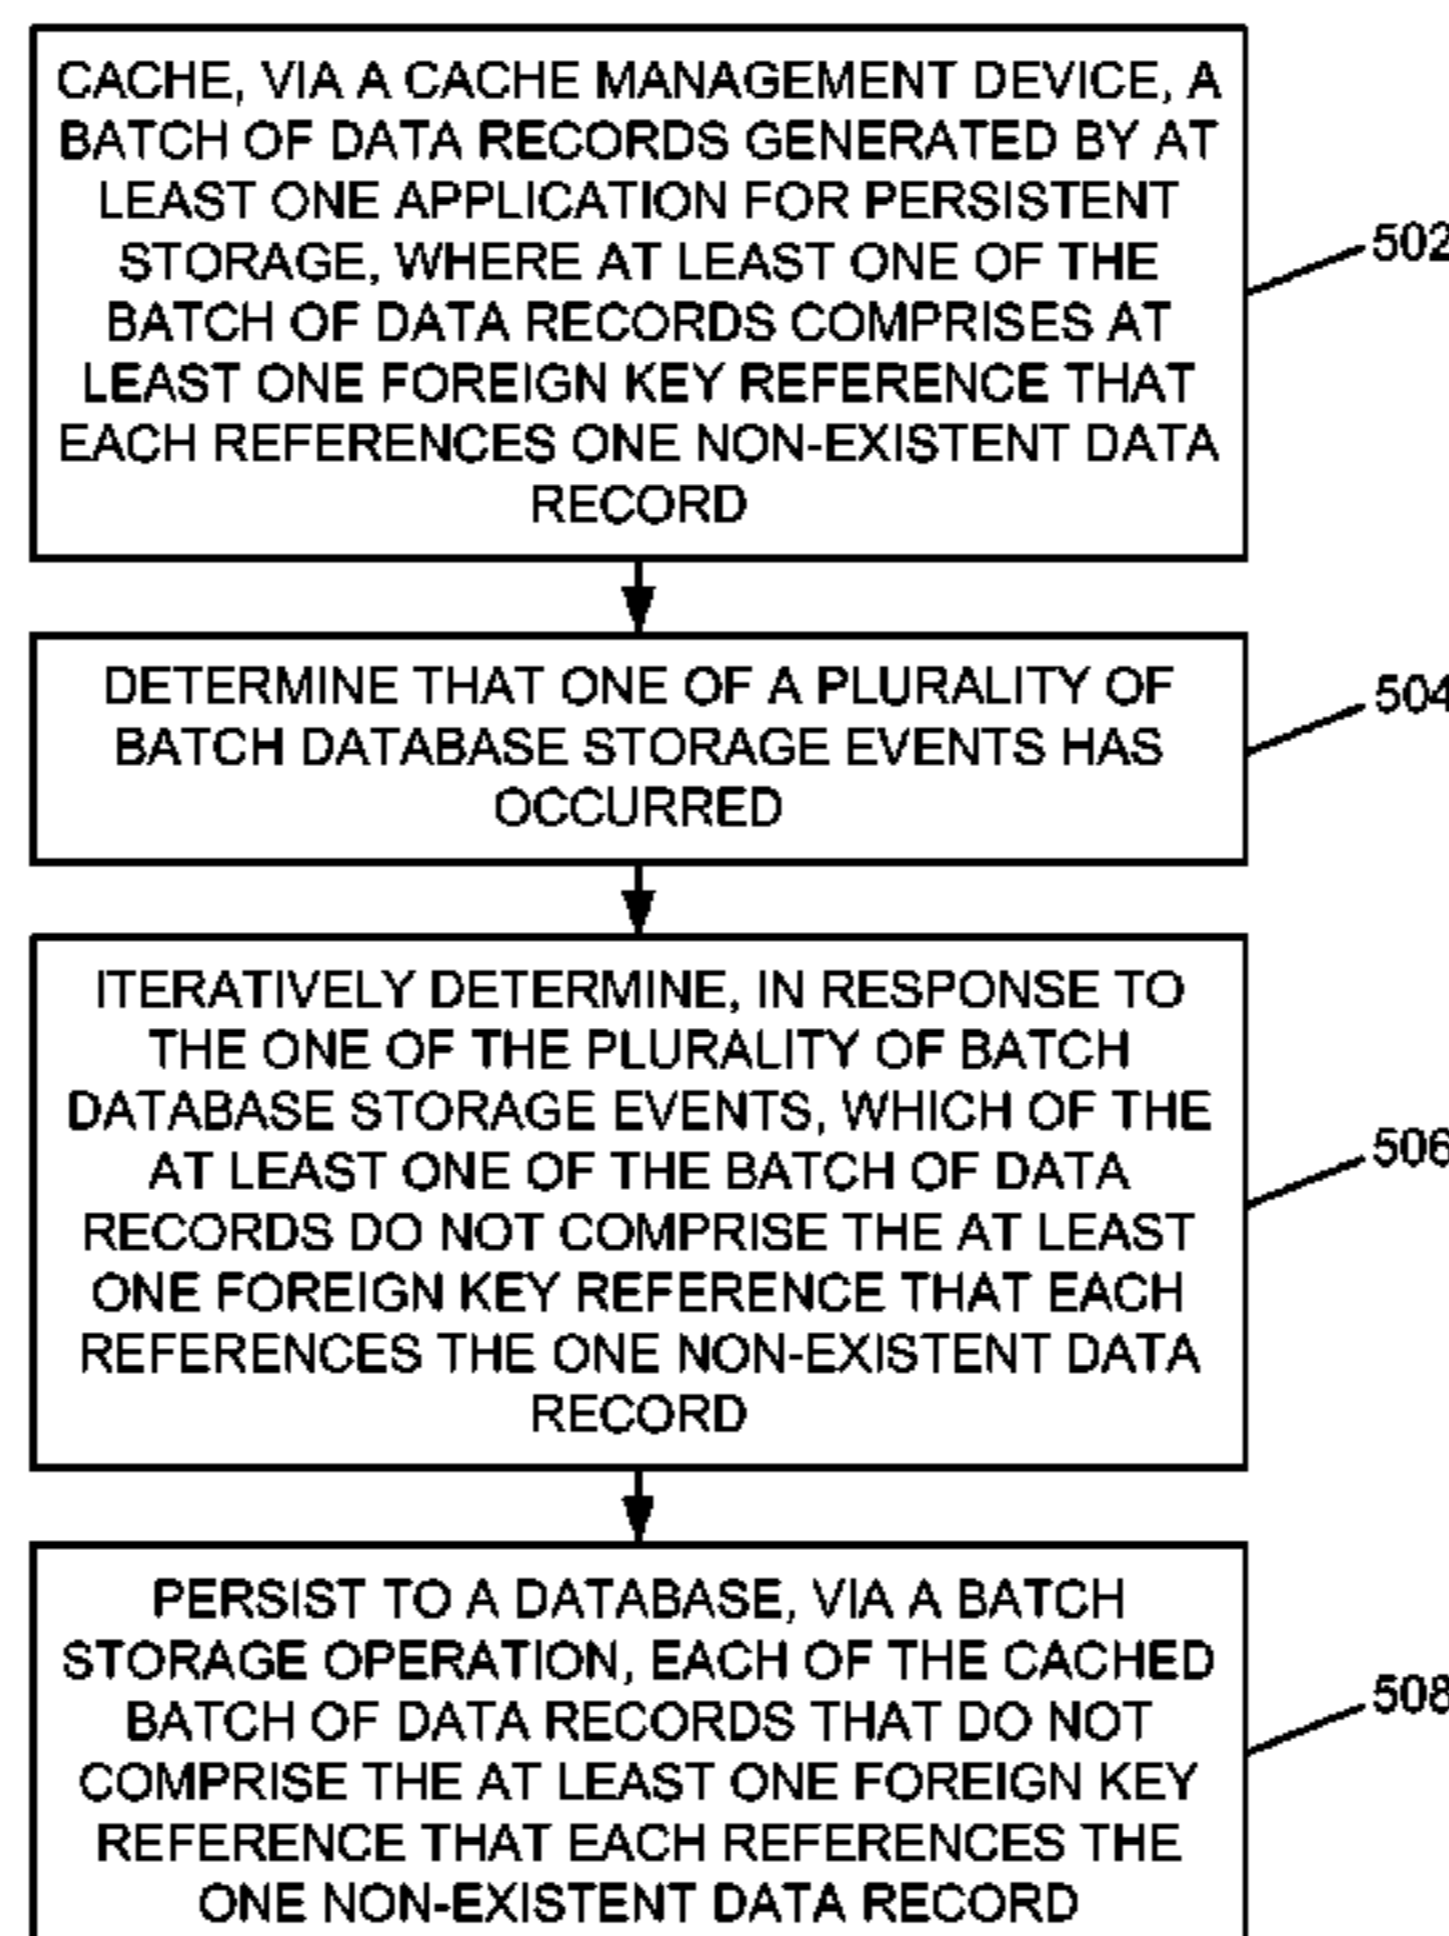 CACHE, VIA A CACHE MANAGEMENT DEVICE, A
BATCH OF DATA RECORDS GENERATED BY AT
LEAST ONE APPLICATION FOR PERSISTENT
STORAGE, WHERE AT LEAST ONE OF THE
BATCH OF DATA RECORDS COMPRISES AT
LEAST ONE FOREIGN KEY REFERENCE THAT
EACH REFERENCES ONE NON-EXISTENT DATA
RECORD
502
DETERMINE THAT ONE OF A PLURALITY OF
BATCH DATABASE STORAGE EVENTS HAS
OCCURRED
504
ITERATIVELY DETERMINE, IN RESPONSE TO
THE ONE OF THE PLURALITY OF BATCH
DATABASE STORAGE EVENTS, WHICH OF THE
AT LEAST ONE OF THE BATCH OF DATA
RECORDS DO NOT COMPRISE THE AT LEAST
ONE FOREIGN KEY REFERENCE THAT EACH
REFERENCES THE ONE NON-EXISTENT DATA
RECORD
506
PERSIST TO A DATABASE, VIA A BATCH
STORAGE OPERATION, EACH OF THE CACHED
BATCH OF DATA RECORDS THAT DO NOT
COMPRISE THE AT LEAST ONE FOREIGN KEY
REFERENCE THAT EACH REFERENCES THE
ONE NON-EXISTENT DATA RECORD
508